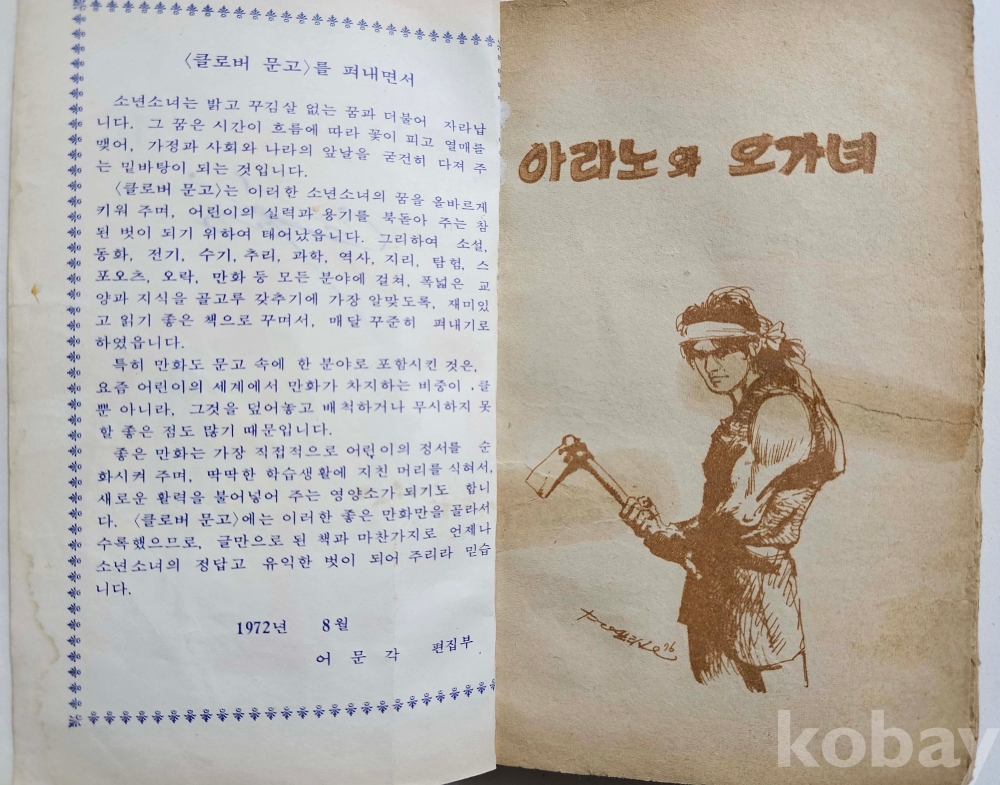 〈클로버 문고〉를 펴내면서
소년소녀는 밝고 꾸김살 없는 꿈과 더불어 자라납
니다. 그 꿈은 시간이 흐름에 따라 꽃이 피고 열매를
맺어, 가정과 사회와 나라의 앞날을 굳전히 다져 주
는 밑바탕이 되는 것입니다.
〈클로버 문고〉는 이러한 소년소녀의 꿈을 올바르게
키워 주며, 어린이의 실력과 용기를 북돋아 주는 참
된 벗이 되기 위하여 태어났읍니다. 그리하여 소설,
동화, 전기, 수기, 추리, 과학, 역사, 지리, 탐험, 스
포오츠, 오락, 만화 등 모든 분야에 걸쳐, 폭넓은 교
양과 지식을 골고루 갖추기에 가장 알맞도록, 재미있
고 읽기 좋은 책으로 꾸며서, 매달 꾸준히 펴내기로
하였읍니다.
특히 만화도 문고 속에 한 분야로 포함시킨 것은,
요즘 어린이의 세계에서 만화가 차지하는 비중이 클
뿐 아니라, 그것을 덮어놓고 배척하거나 무시하지 못
할 좋은 점도 많기 때문입니다.
좋은 만화는 가장 직접적으로 어린이의 정서를 순
화시켜 주며, 딱딱한 학습생활에 지친 머리를 식혀서,
새로운 활력을 불어넣어 주는 영양소가 되기도 합니
다. 〈클로버 문고〉에는 이러한 좋은 만화만을 골라서
수록했으므로, 글만으로 된 책과 마찬가지로 언제나
소년소녀의 정답고 유익한 벗이 되어 주리라 믿습
니다.
1972년 8월
어문각 편집부
아라노와 오가녀
76
kobay